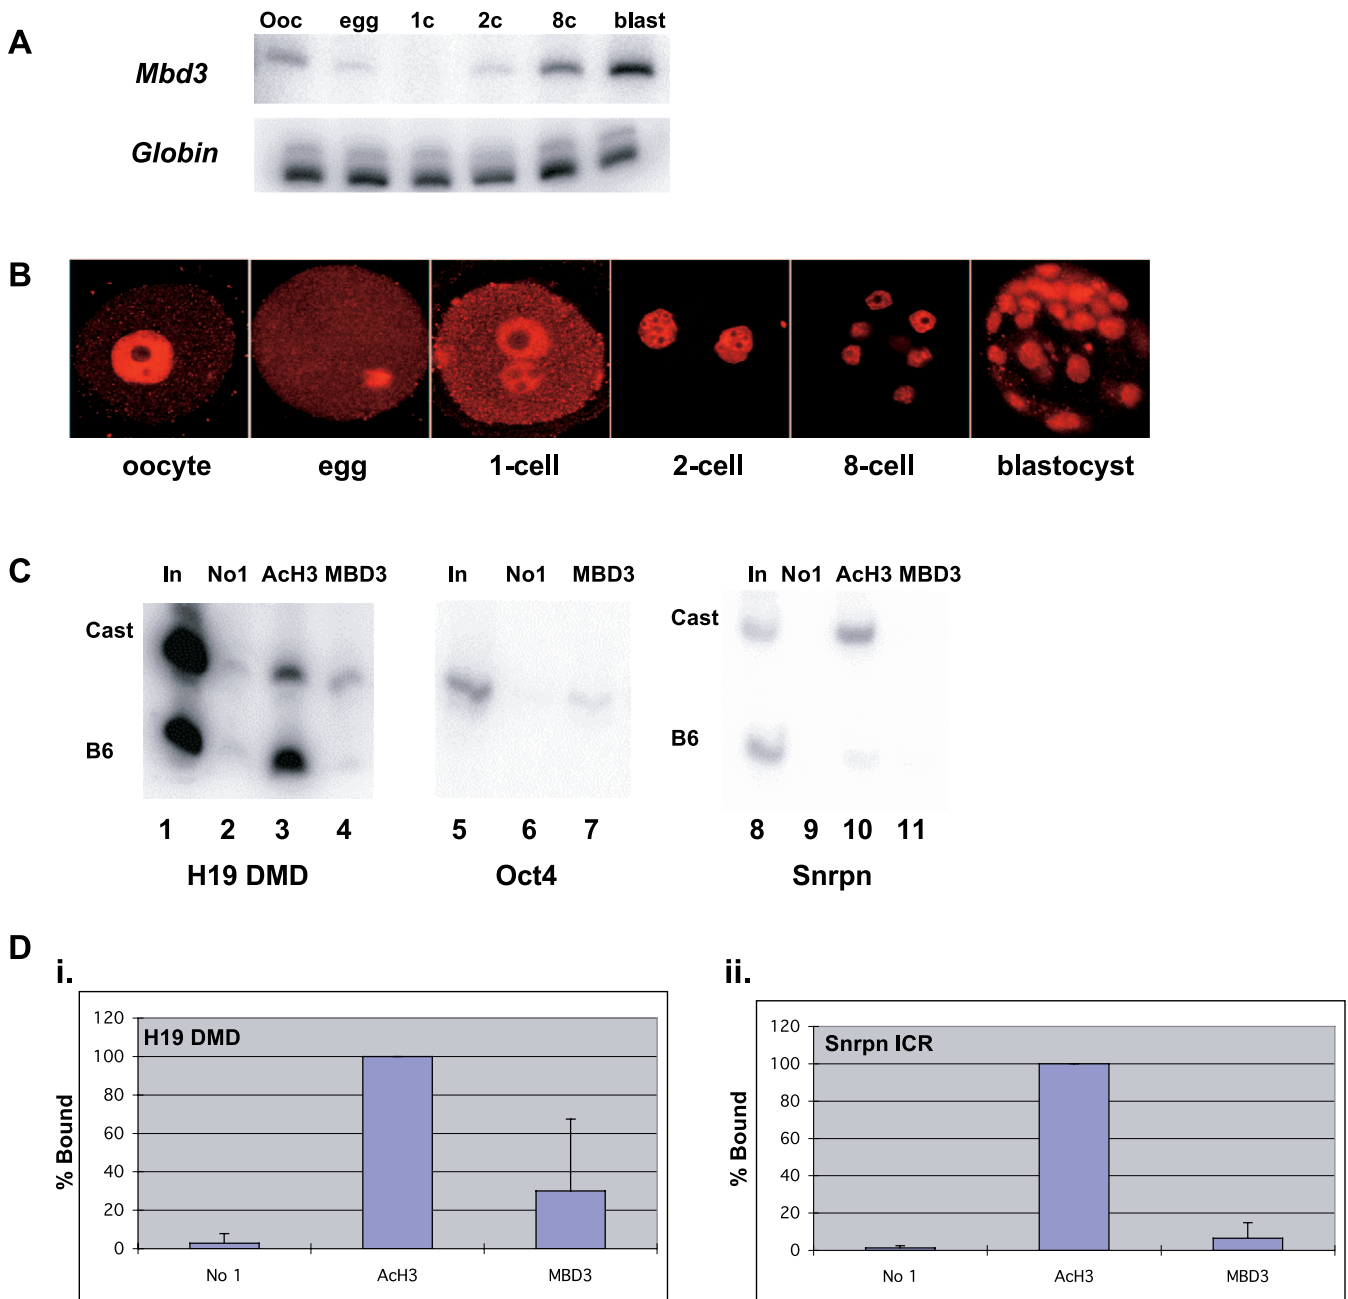 A
Ooc egg 1c 2c 8c blast
Mbd3
Globin
B
oocyte egg 1-cell 2-cell 8-cell blastocyst
C
In No1 AcH3 MBD3
Cast
B6
1 2 3 4
H19 DMD
In No1 MBD3
5 6 7
Oct4
In No1 AcH3 MBD3
Cast
B6
8 9 10 11
Snrpn
D
i.
H19 DMD
% Bound
120
100
80
60
40
20
0
No 1 AcH3 MBD3
ii.
Snrpn ICR
% Bound
120
100
80
60
40
20
0
No 1 AcH3 MBD3